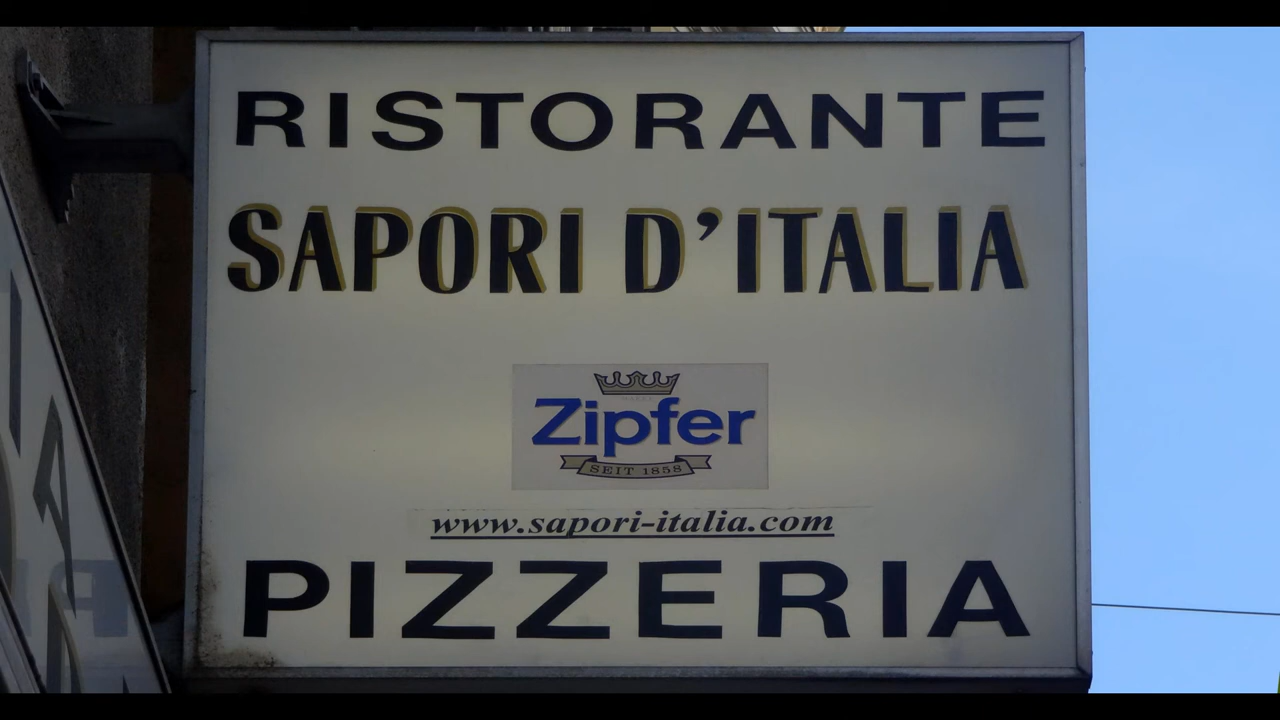 RISTORANTE
SAPORI D'ITALIA
Zipfer
SEIT 1858
www.sapori-italia.com
PIZZERIA